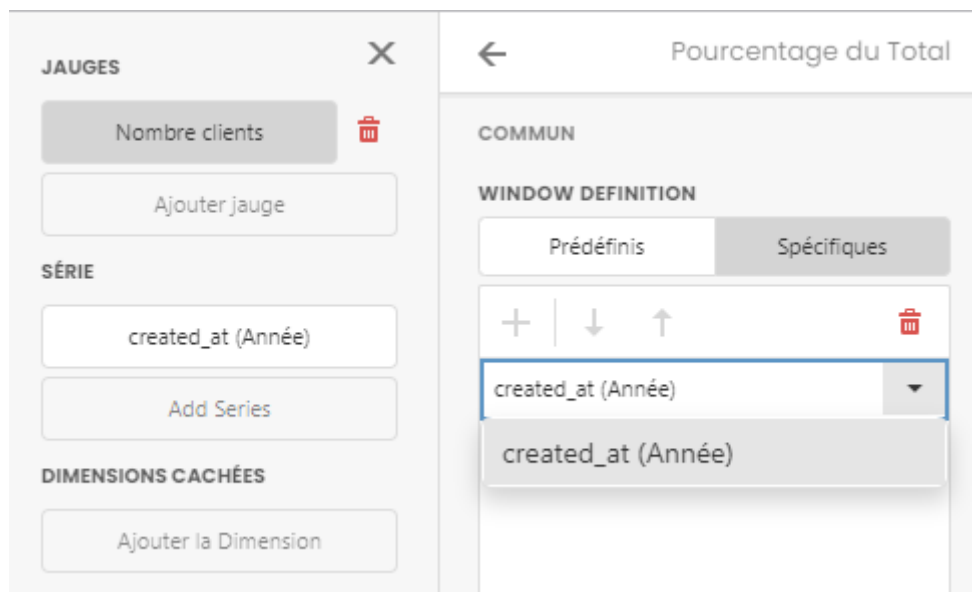 JAUGES
Nombre clients
Ajouter jauge
SÉRIE
created_at (Année)
Add Series
DIMENSIONS CACHÉES
Ajouter la Dimension
Pourcentage du Total
COMMUN
WINDOW DEFINITION
Prédéfinis Spécifiques
created_at (Année)
created_at (Année)